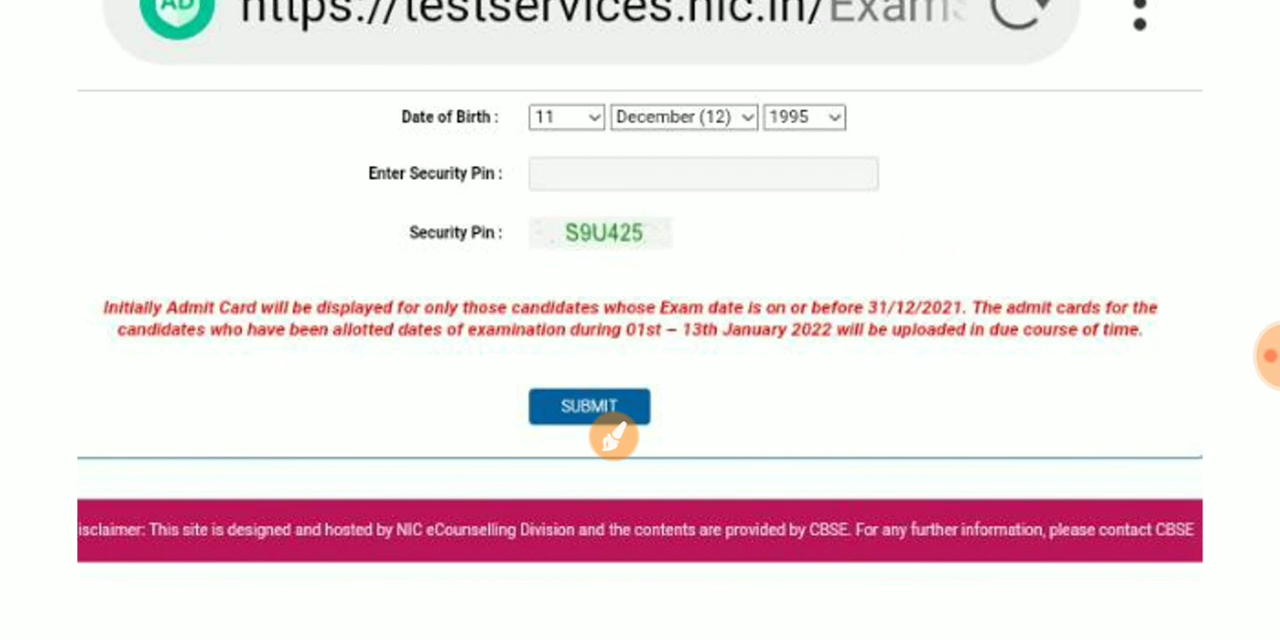 AD https://testservices.nic.in/Exam
Date of Birth : 11 December (12) 1995
Enter Security Pin :
Security Pin : S9U425
Initially Admit Card will be displayed for only those candidates whose Exam date is on or before 31/12/2021. The admit cards for the
candidates who have been allotted dates of examination during 01st – 13th January 2022 will be uploaded in due course of time.
SUBMIT
isclaimer: This site is designed and hosted by NIC eCounselling Division and the contents are provided by CBSE. For any further information, please contact CBSE